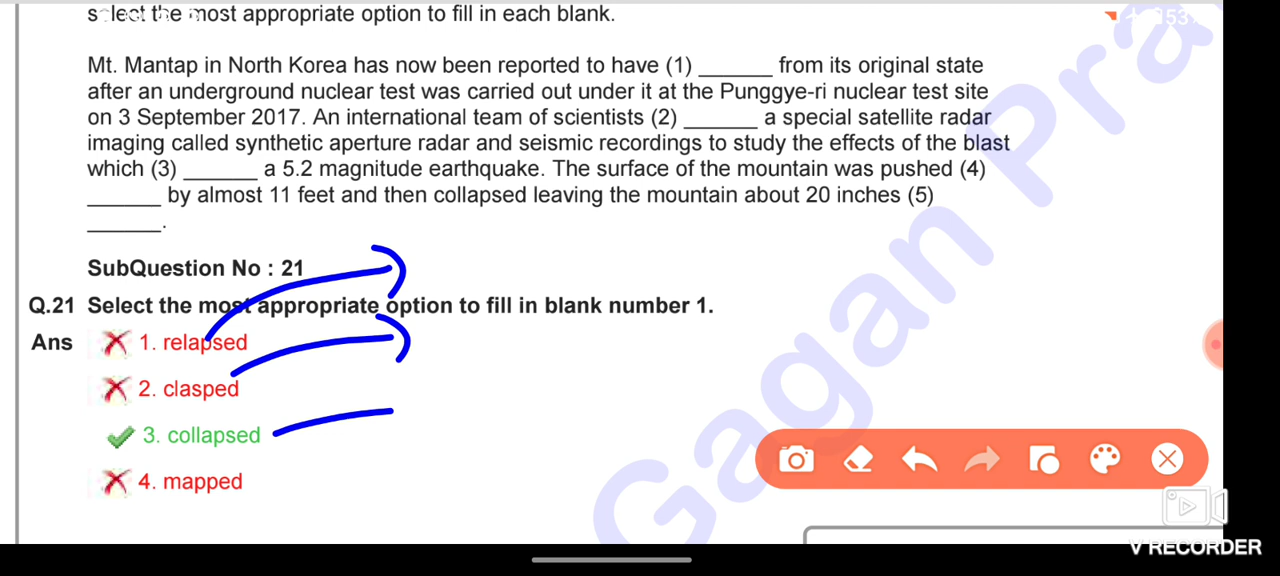 select the most appropriate option to fill in each blank.
Mt. Mantap in North Korea has now been reported to have (1) ______ from its original state
after an underground nuclear test was carried out under it at the Punggye-ri nuclear test site
on 3 September 2017. An international team of scientists (2) ______ a special satellite radar
imaging called synthetic aperture radar and seismic recordings to study the effects of the blast
which (3) ______ a 5.2 magnitude earthquake. The surface of the mountain was pushed (4)
______ by almost 11 feet and then collapsed leaving the mountain about 20 inches (5)
______.
SubQuestion No : 21
Q.21 Select the most appropriate option to fill in blank number 1.
Ans 1. relapsed
2. clasped
3. collapsed
4. mapped
Gagan Pra
V RECORDER